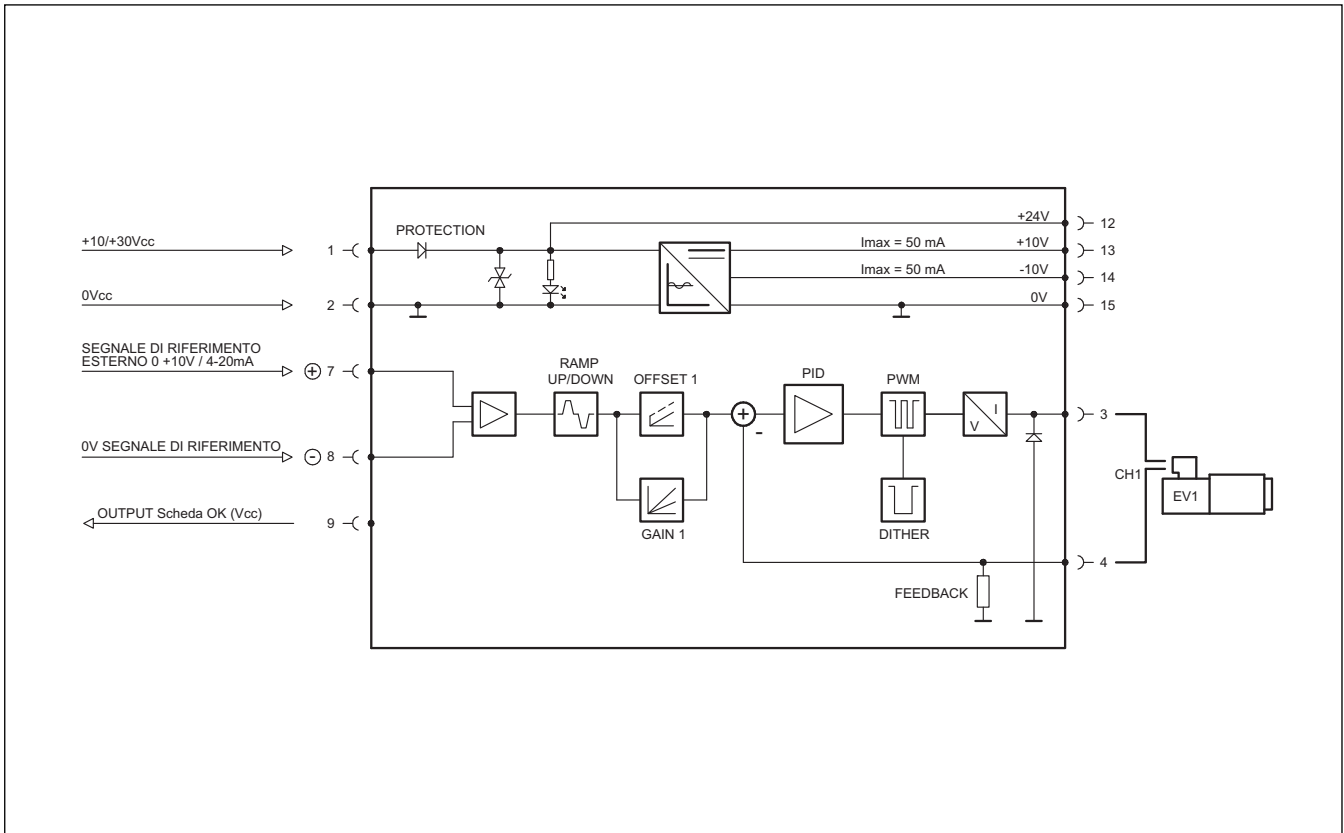 +24V
12
PROTECTION
+10/+30Vcc
1
Imax = 50 mA
+10V
13
Imax = 50 mA
-10V
14
0Vcc
2
0V
15
SEGNALE DI RIFERIMENTO
ESTERNO 0 +10V / 4-20mA
+
7
RAMP
UP/DOWN
OFFSET 1
PID
PWM
+
-
V
I
3
0V SEGNALE DI RIFERIMENTO
-
8
CH1
EV1
OUTPUT Scheda OK (Vcc)
9
GAIN 1
DITHER
4
FEEDBACK